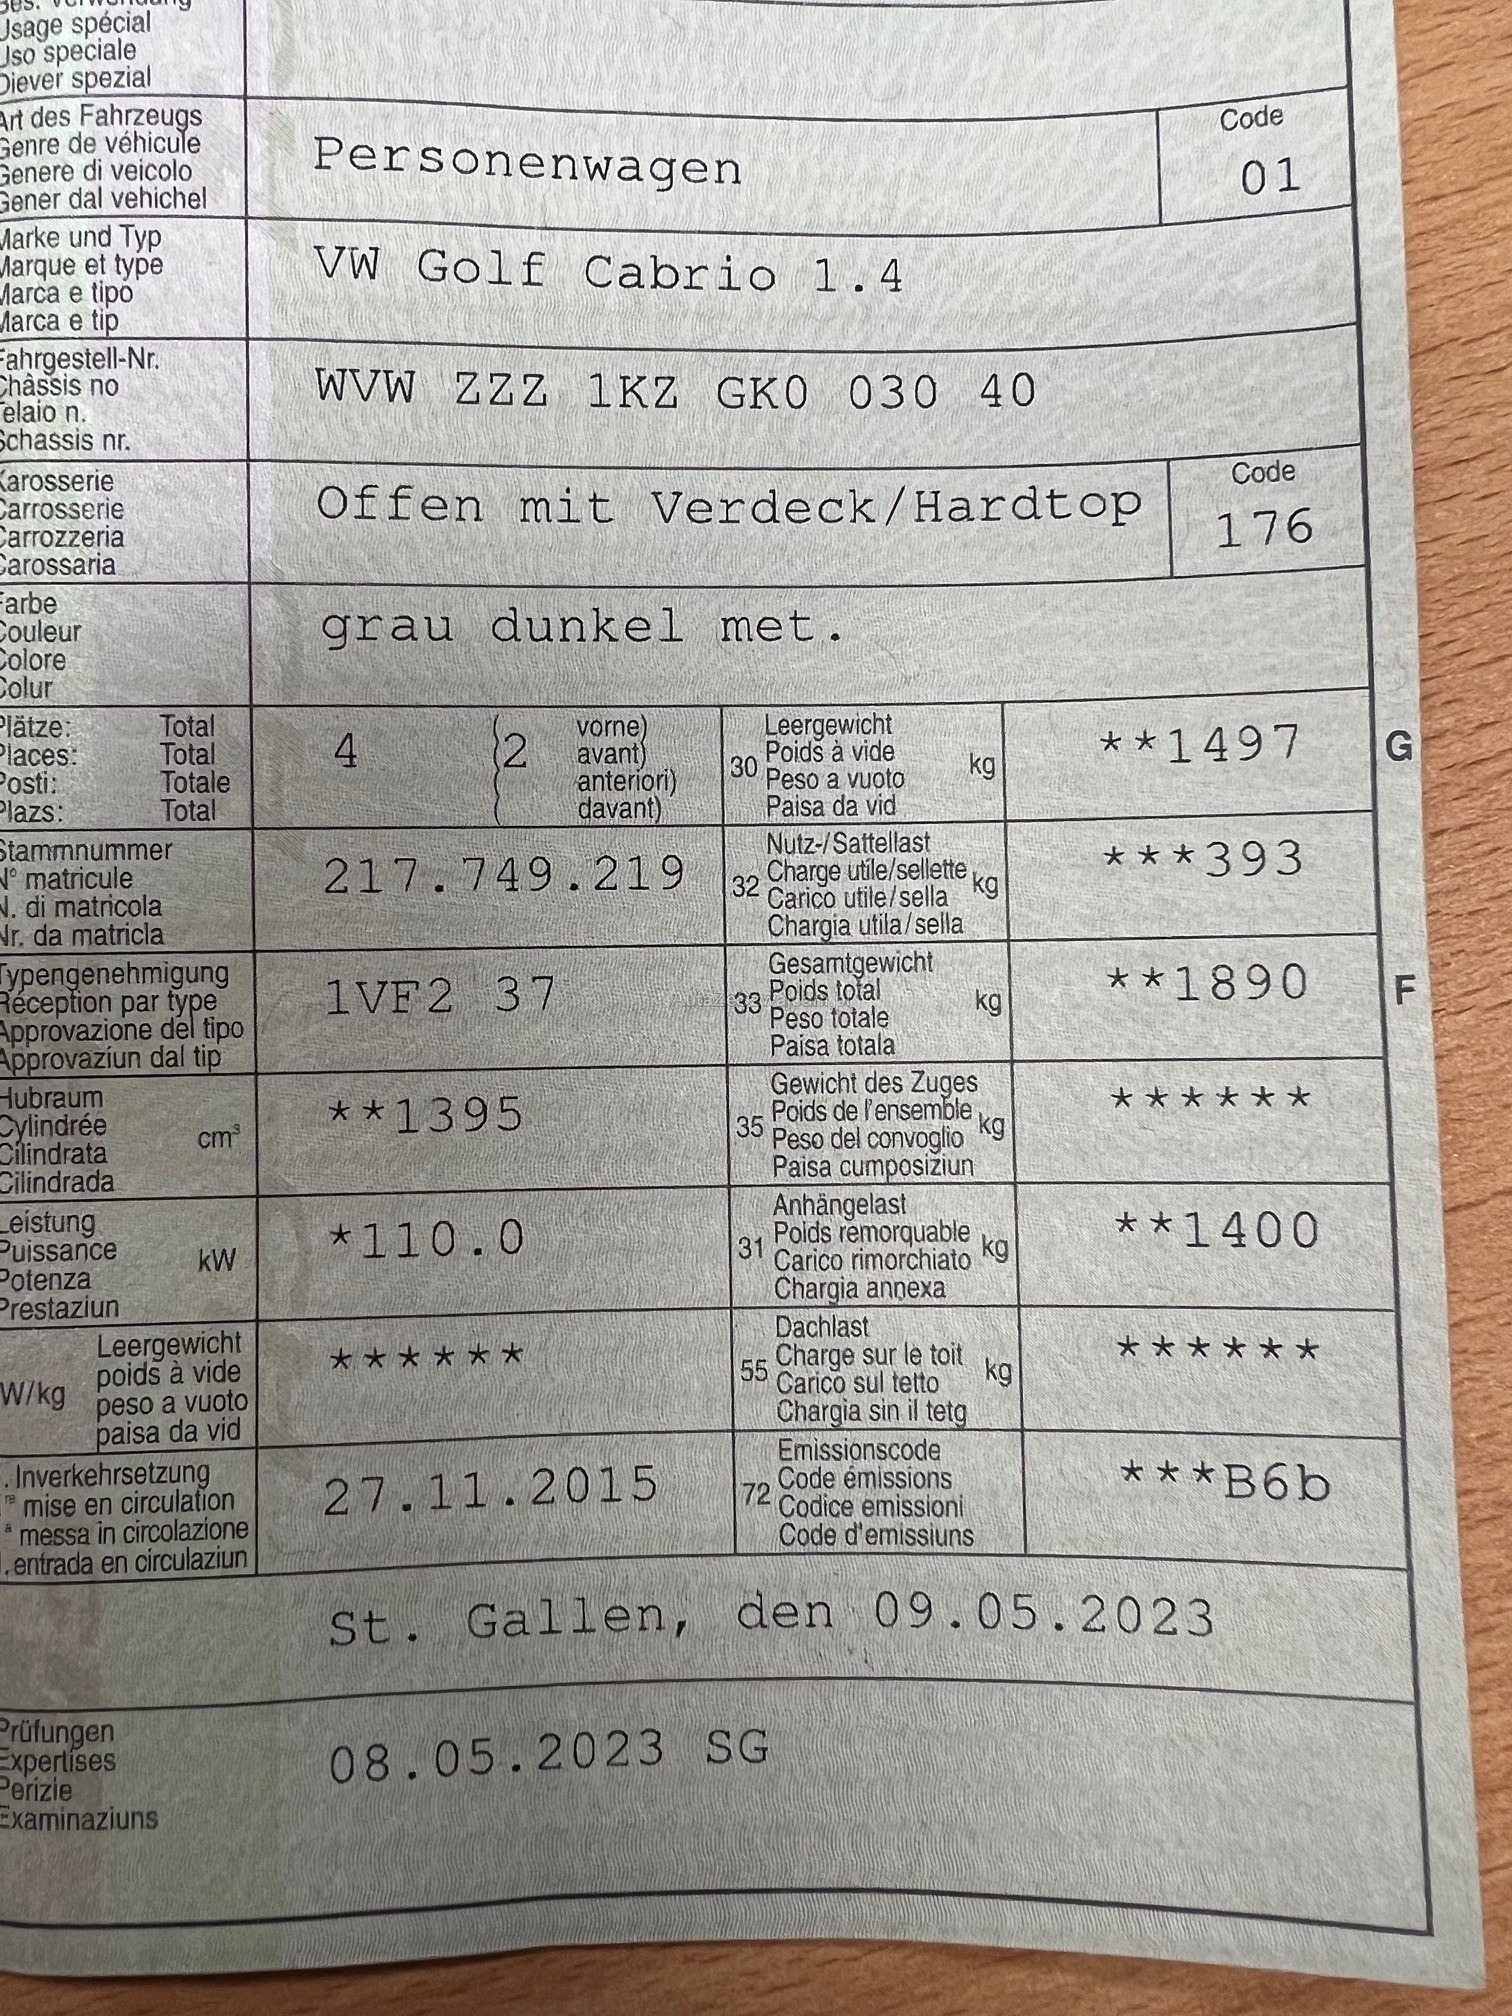 Usage spécial
Uso speciale
Diever spezial
Art des Fahrzeugs
Genre de véhicule
Genere di veicolo
Gener dal vehichel
Personenwagen
Code
01
Marke und Typ
Marque et type
Marca e tipo
Marca e tip
VW Golf Cabrio 1.4
Fahrgestell-Nr.
Châssis no
Telaio n.
Schassis nr.
WVW ZZZ 1KZ GK0 030 40
Karosserie
Carrosserie
Carrozzeria
Carossaria
Offen mit Verdeck/Hardtop
Code
176
Farbe
Couleur
Colore
Colur
grau dunkel met.
Plätze: Total
Places: Total
Posti: Totale
Plazs: Total
4 (2
vorne)
avant)
anteriori)
davant)
30
Leergewicht
Poids à vide
Peso a vuoto
Paisa da vid
kg
**1497
G
Stammnummer
N° matricule
N. di matricola
Nr. da matricla
217.749.219
32
Nutz-/Sattellast
Charge utile/sellette
Carico utile/sella
Chargia utila/sella
kg
***393
Typengenehmigung
Réception par type
Approvazione del tipo
Approvaziun dal tip
1VF2 37
33
Gesamtgewicht
Poids total
Peso totale
Paisa totala
kg
**1890
F
Hubraum
Cylindrée
Cilindrata
Cilindrada
cm³
**1395
35
Gewicht des Zuges
Poids de l'ensemble
Peso del convoglio
Paisa cumposiziun
kg
******
Leistung
Puissance
Potenza
Prestaziun
kW
*110.0
31
Anhängelast
Poids remorquable
Carico rimorchiato
Chargia annexa
kg
**1400
W/kg
Leergewicht
poids à vide
peso a vuoto
paisa da vid
******
55
Dachlast
Charge sur le toit
Carico sul tetto
Chargia sin il tetg
kg
******
. Inverkehrsetzung
re mise en circulation
a messa in circolazione
. entrada en circulaziun
27.11.2015
72
Emissionscode
Code émissions
Codice emissioni
Code d'emissiuns
***B6b
St. Gallen, den 09.05.2023
Prüfungen
Expertises
Perizie
Examinaziuns
08.05.2023 SG